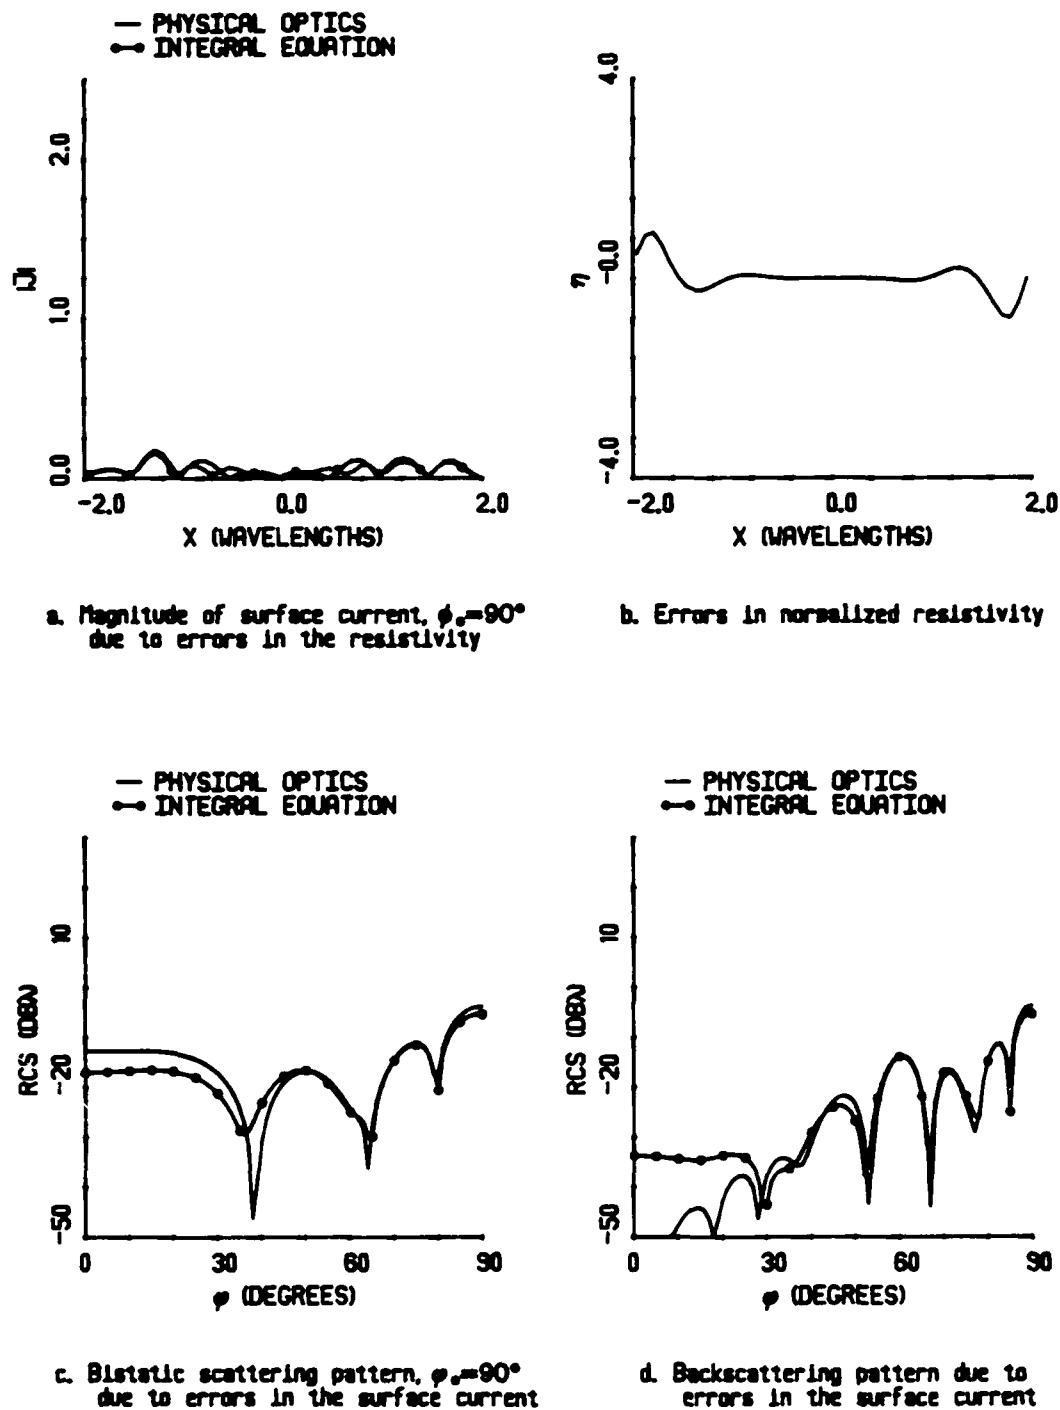 — PHYSICAL OPTICS
•–• INTEGRAL EQUATION
2.0
1.0
0.0
|J|
-2.0 0.0 2.0
X (WAVELENGTHS)
a. Magnitude of surface current, ϕ₀=90°
due to errors in the resistivity
4.0
-0.0
-4.0
η
-2.0 0.0 2.0
X (WAVELENGTHS)
b. Errors in normalized resistivity
— PHYSICAL OPTICS
•–• INTEGRAL EQUATION
10
-20
-50
RCS (DBλ)
0 30 60 90
φ (DEGREES)
c. Bistatic scattering pattern, φ₀=90°
due to errors in the surface current
— PHYSICAL OPTICS
•–• INTEGRAL EQUATION
10
-20
-50
RCS (DBλ)
0 30 60 90
φ (DEGREES)
d. Backscattering pattern due to
errors in the surface current